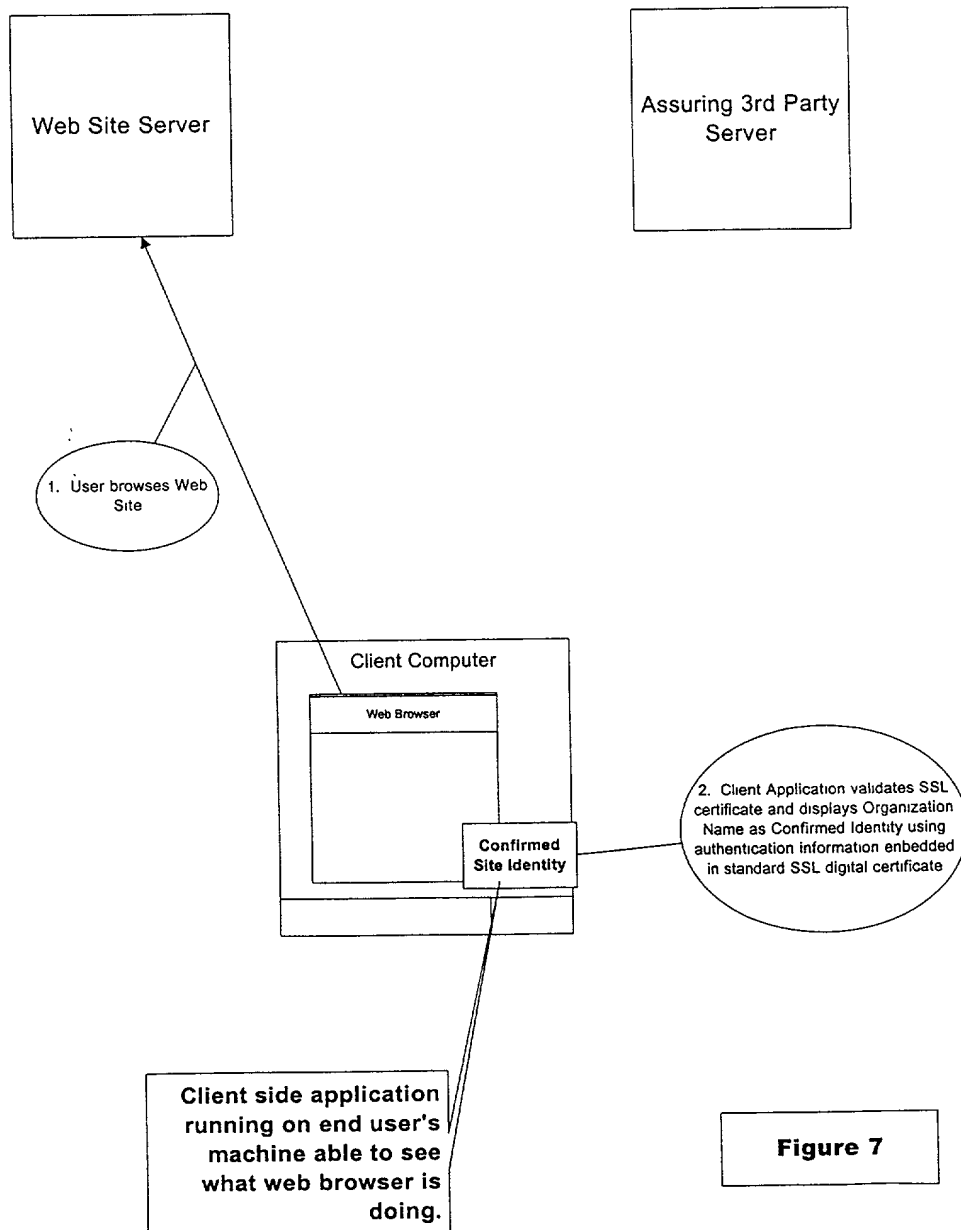 Web Site Server
Assuring 3rd Party
Server
1. User browses Web
Site
Client Computer
Web Browser
Confirmed
Site Identity
2. Client Application validates SSL
certificate and displays Organization
Name as Confirmed Identity using
authentication information enbedded
in standard SSL digital certificate
Client side application
running on end user's
machine able to see
what web browser is
doing.
Figure 7